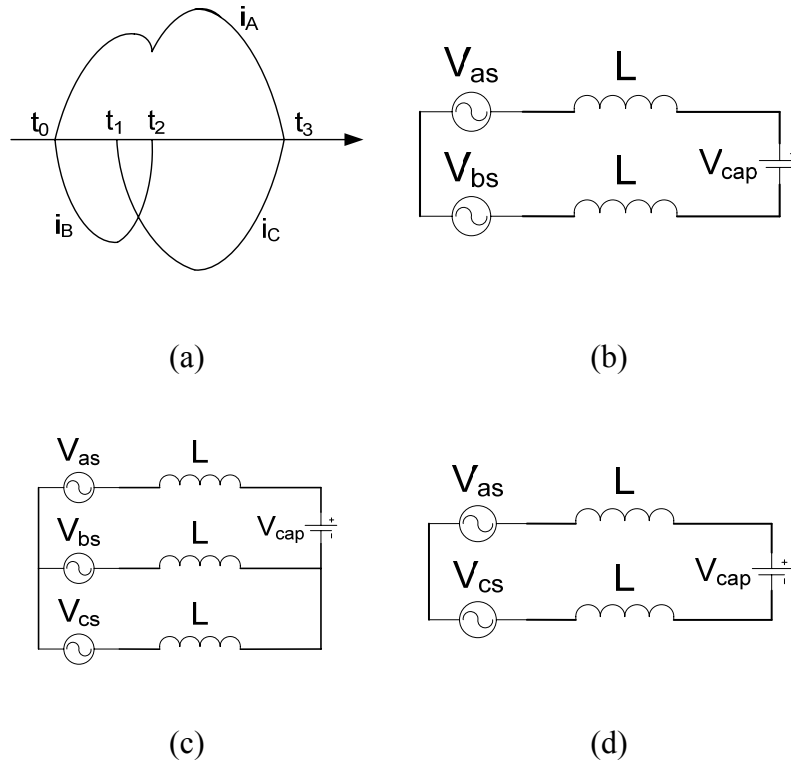 i_A
t_0
t_1
t_2
t_3
i_B
i_C
(a)
V_as
L
V_bs
L
V_cap
+
-
(b)
V_as
L
V_bs
L
V_cap
+
-
V_cs
L
(c)
V_as
L
V_cs
L
V_cap
+
-
(d)